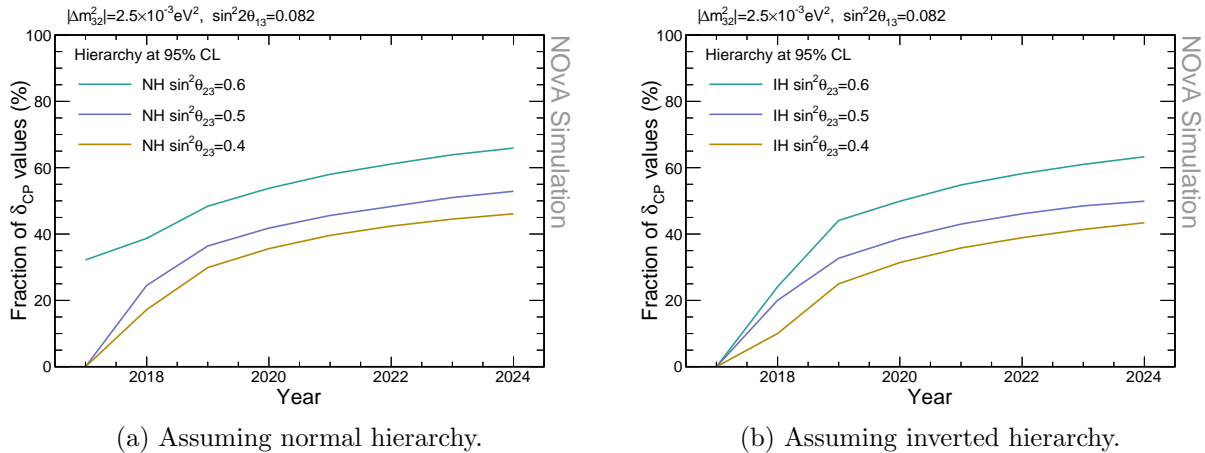 |Δm²₃₂|=2.5×10⁻³eV², sin²2θ₁₃=0.082
Hierarchy at 95% CL
NH sin²θ₂₃=0.6
NH sin²θ₂₃=0.5
NH sin²θ₂₃=0.4
Fraction of δ_CP values (%)
100
80
60
40
20
0
2018 2020 2022 2024
Year
NOvA Simulation
(a) Assuming normal hierarchy.
|Δm²₃₂|=2.5×10⁻³eV², sin²2θ₁₃=0.082
Hierarchy at 95% CL
IH sin²θ₂₃=0.6
IH sin²θ₂₃=0.5
IH sin²θ₂₃=0.4
Fraction of δ_CP values (%)
100
80
60
40
20
0
2018 2020 2022 2024
Year
NOvA Simulation
(b) Assuming inverted hierarchy.